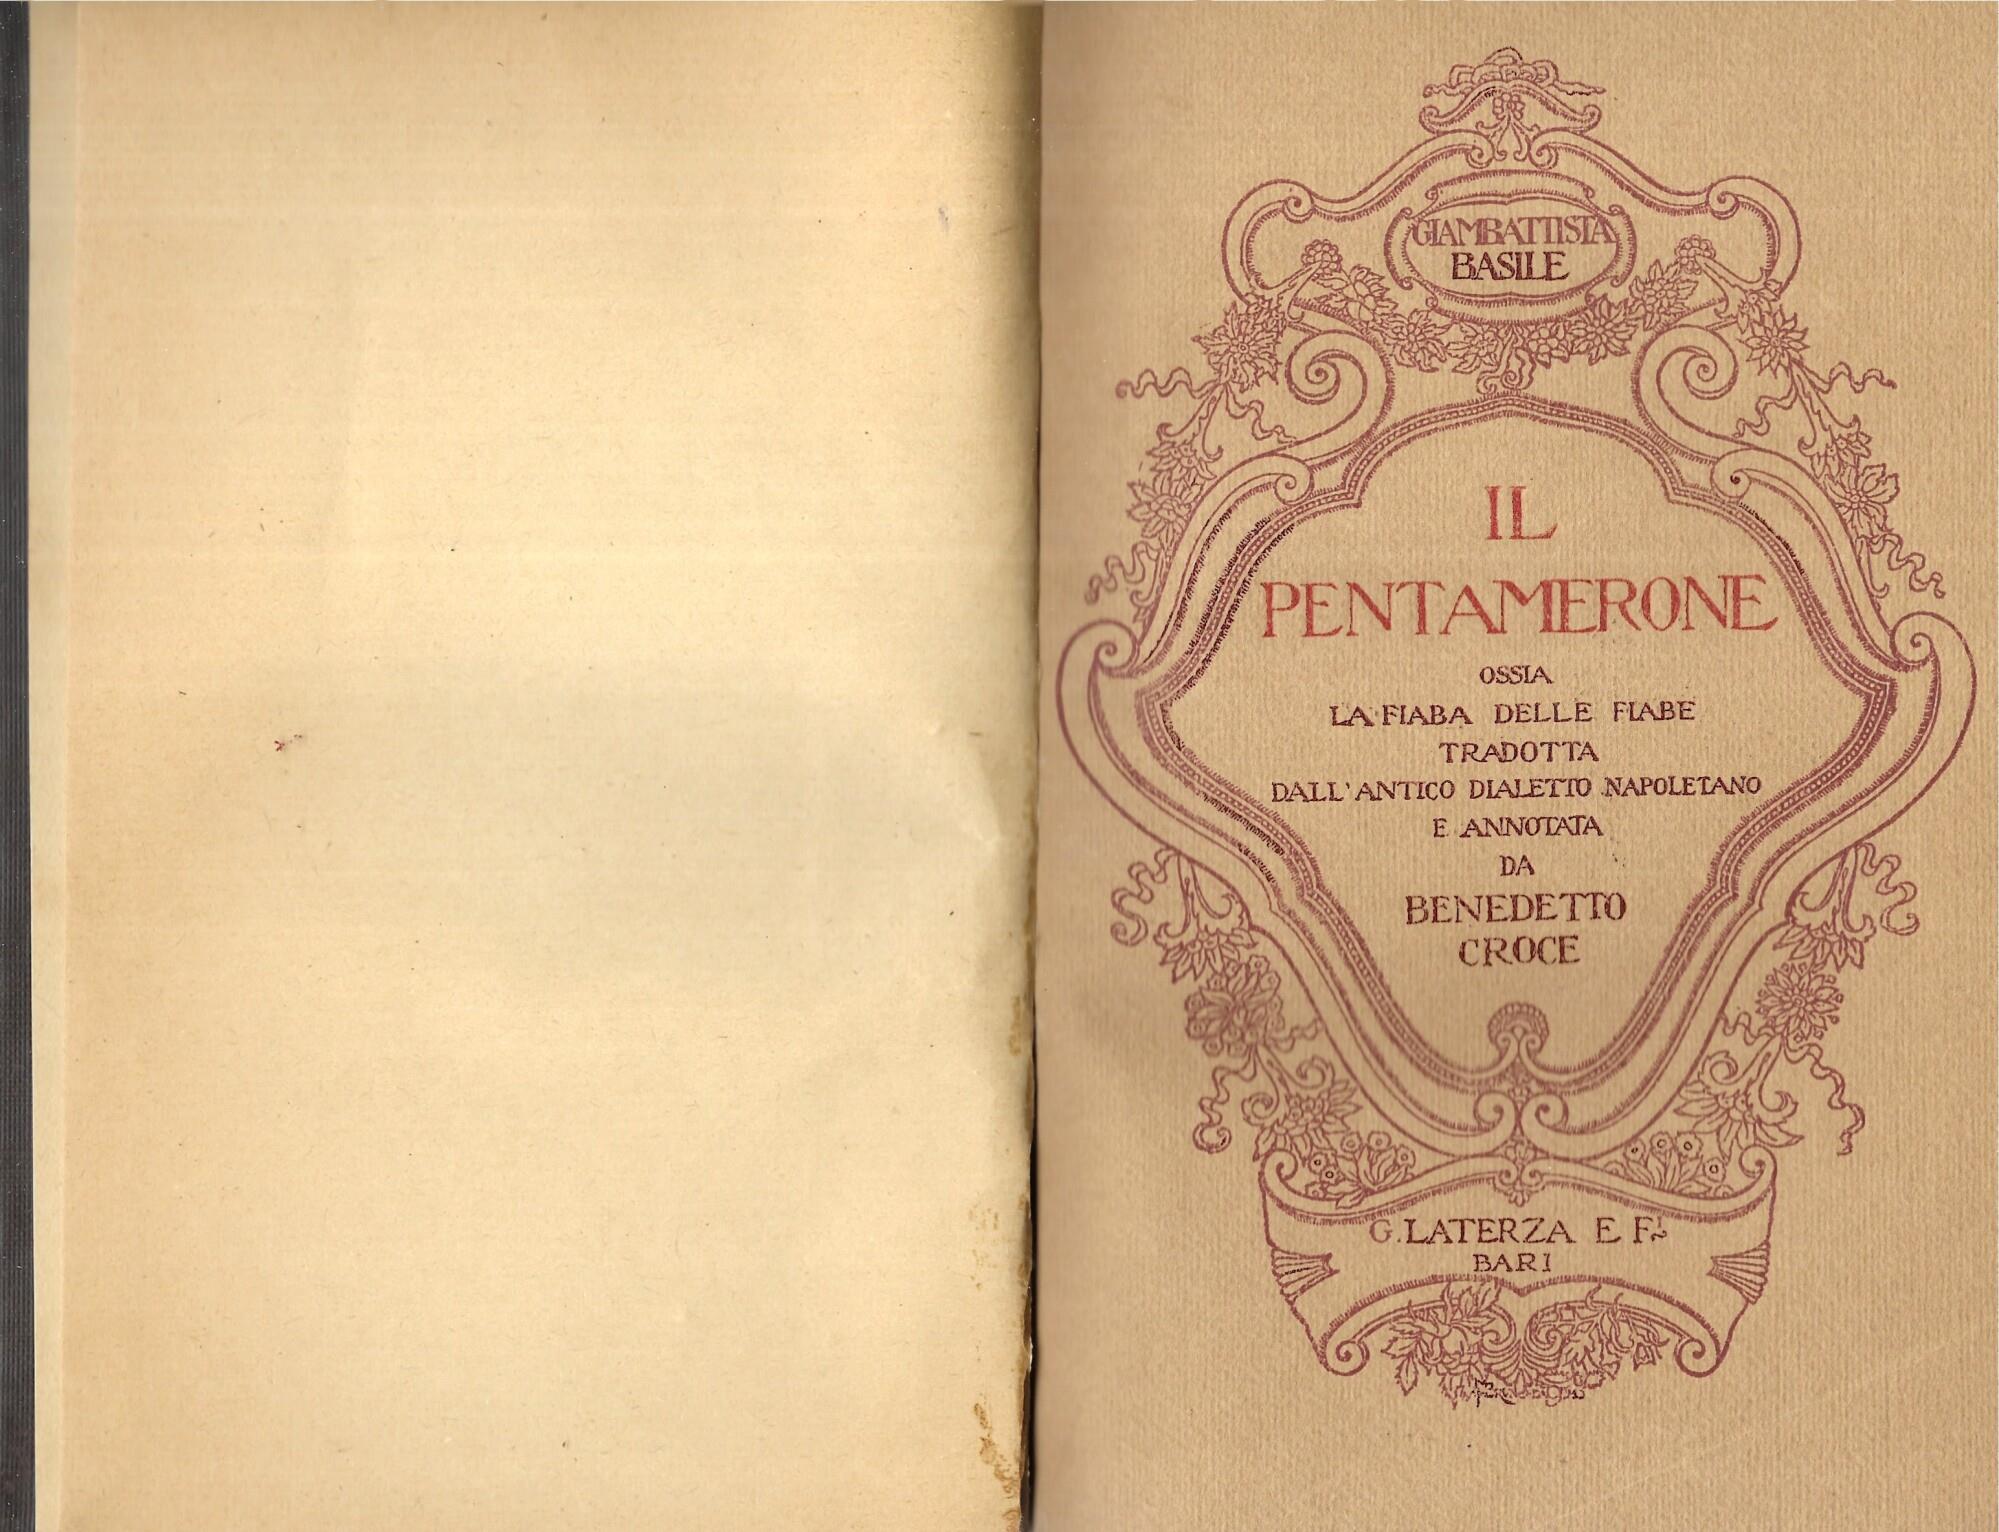 GIAMBATTISTA
BASILE
IL
PENTAMERONE
OSSIA
LA FIABA DELLE FIABE
TRADOTTA
DALL'ANTICO DIALETTO NAPOLETANO
E ANNOTATA
DA
BENEDETTO
CROCE
G. LATERZA E F.I
BARI